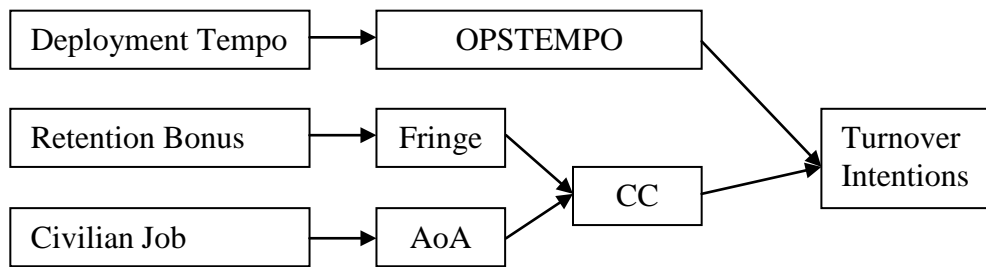 Deployment Tempo
OPSTEMPO
Retention Bonus
Fringe
Turnover
Intentions
CC
Civilian Job
AoA